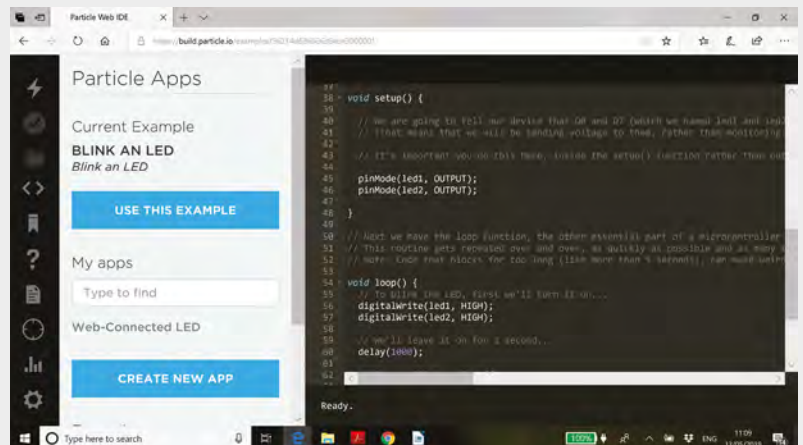 Particle Web IDE
build.particle.io
Particle Apps
Current Example
BLINK AN LED
Blink an LED
USE THIS EXAMPLE
My apps
Type to find
Web-Connected LED
CREATE NEW APP
37
38 void setup() {
39
40 // We are going to tell our device that D0 and D7 (which we named led1 and led2
41 // (that means that we will be sending voltage to them, rather than monitoring
42
43 // It's important you do this here, inside the setup() function rather than out
44
45 pinMode(led1, OUTPUT);
46 pinMode(led2, OUTPUT);
47
48 }
49
50 // Next we have the loop function, the other essential part of a microcontroller
51 // This routine gets repeated over and over, as quickly as possible and as many
52 // Note: Code that blocks for too long (like more than 5 seconds), can make weird
53
54 void loop() {
55 // To blink the LED, first we'll turn it on...
56 digitalWrite(led1, HIGH);
57 digitalWrite(led2, HIGH);
58
59 // We'll leave it on for 1 second...
60 delay(1000);
61
62
Ready.
Type here to search
100%
ENG
11:09